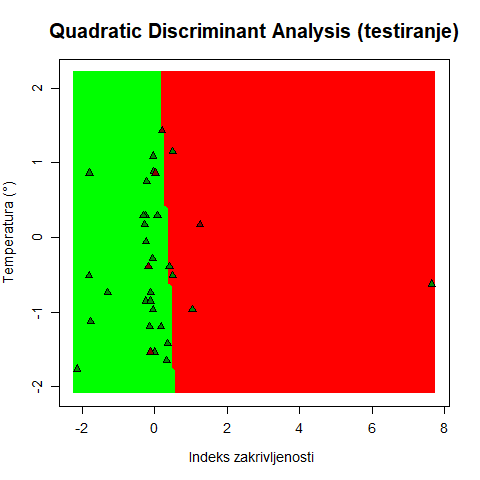 Quadratic Discriminant Analysis (testiranje)
Temperatura (°)
2
1
0
-1
-2
-2 0 2 4 6 8
Indeks zakrivljenosti